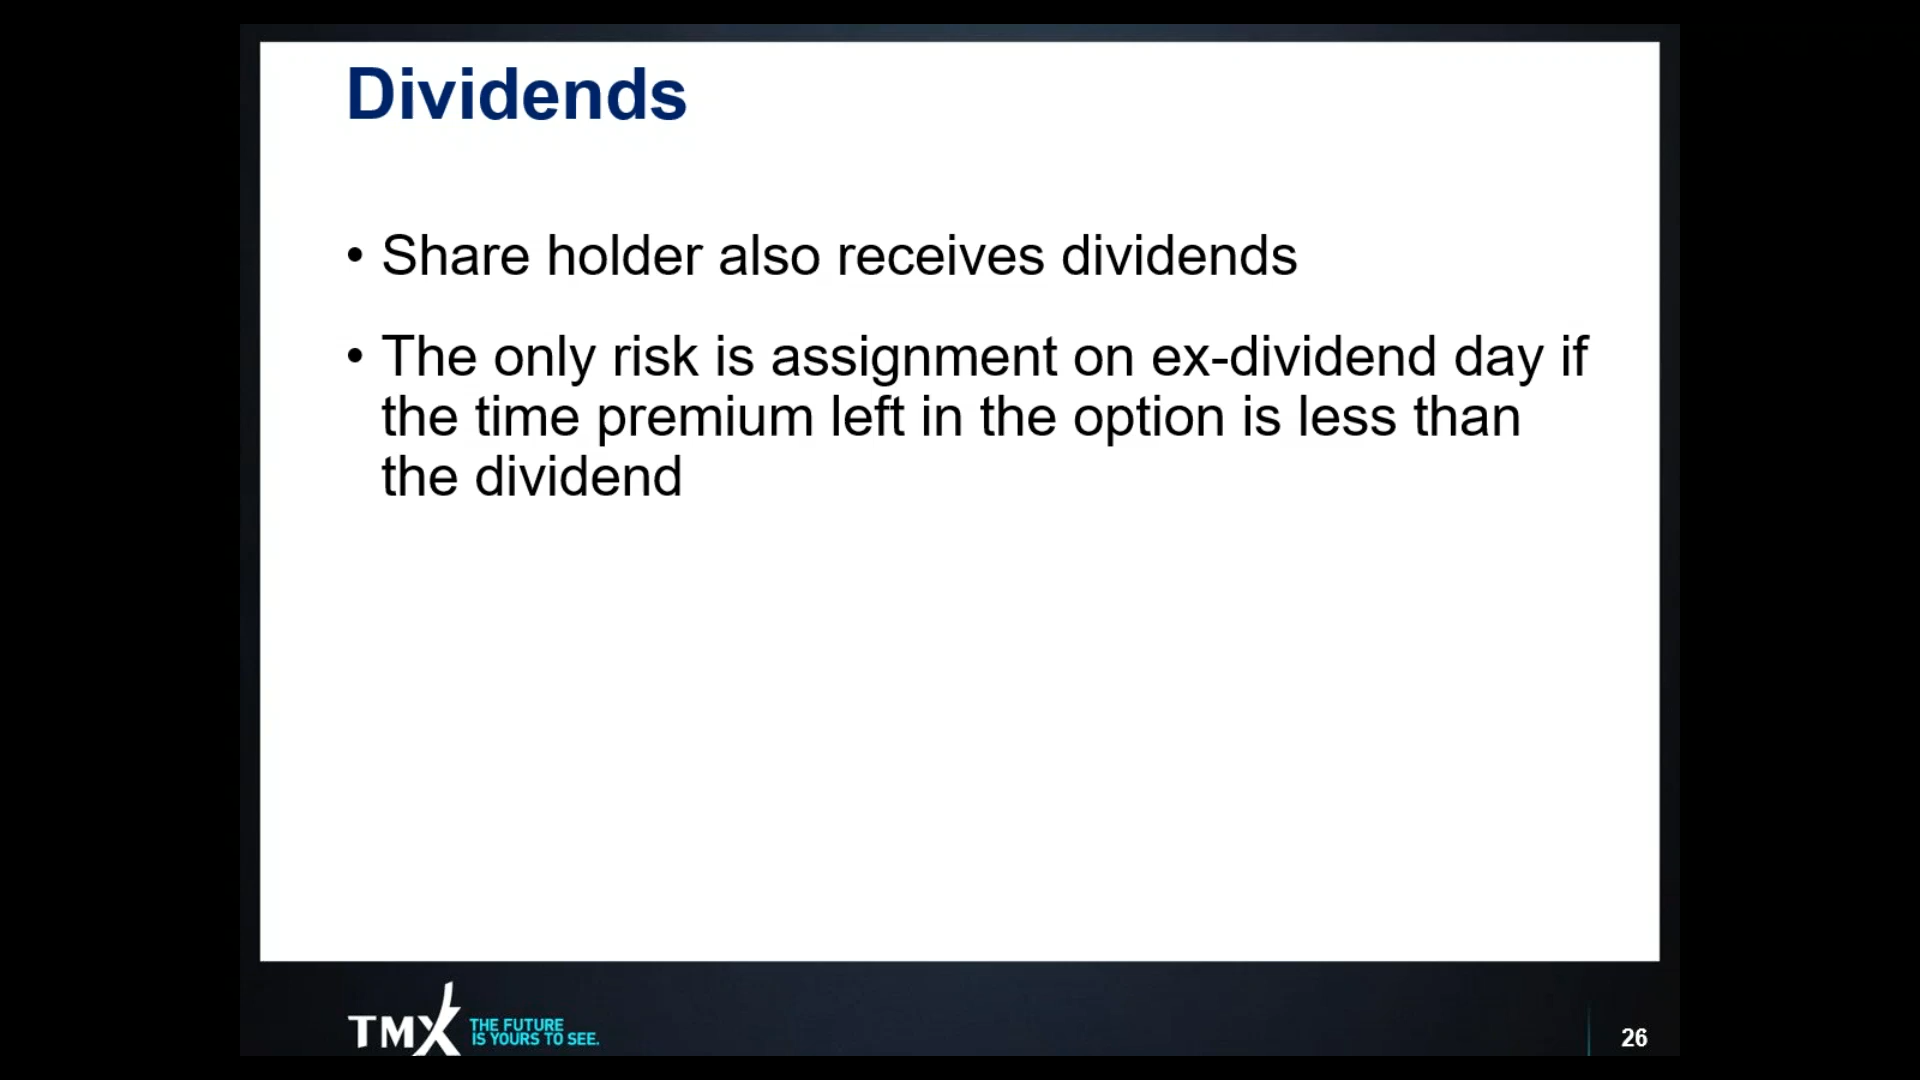 Dividends
• Share holder also receives dividends
• The only risk is assignment on ex-dividend day if
the time premium left in the option is less than
the dividend
TMX THE FUTURE
IS YOURS TO SEE.
26